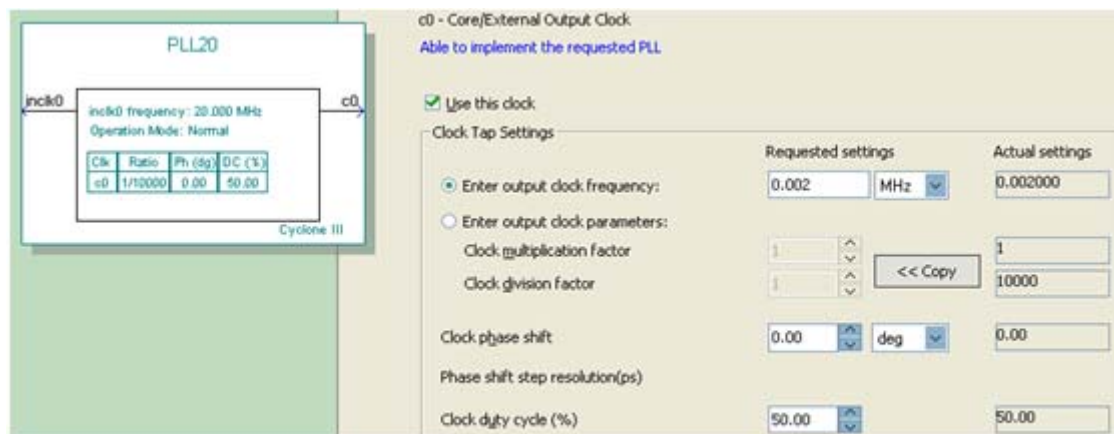 PLL20
inclk0
c0
inclk0 frequency: 20.000 MHz
Operation Mode: Normal
Clk Ratio Ph (dg) DC (%)
c0 1/10000 0.00 50.00
Cyclone III
c0 - Core/External Output Clock
Able to implement the requested PLL
Use this clock
Clock Tap Settings
Requested settings Actual settings
Enter output clock frequency: 0.002 MHz 0.002000
Enter output clock parameters:
Clock multiplication factor 1 1
<< Copy
Clock division factor 1 10000
Clock phase shift 0.00 deg 0.00
Phase shift step resolution(ps)
Clock duty cycle (%) 50.00 50.00